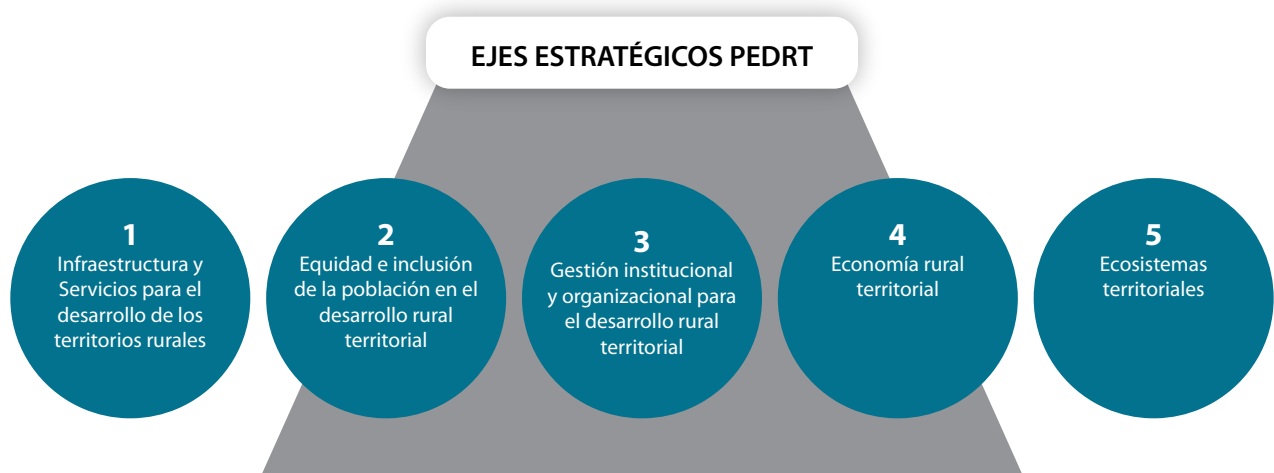 EJES ESTRATÉGICOS PEDRT
1
Infraestructura y
Servicios para el
desarrollo de los
territorios rurales
2
Equidad e inclusión
de la población en el
desarrollo rural
territorial
3
Gestión institucional
y organizacional para
el desarrollo rural
territorial
4
Economía rural
territorial
5
Ecosistemas
territoriales